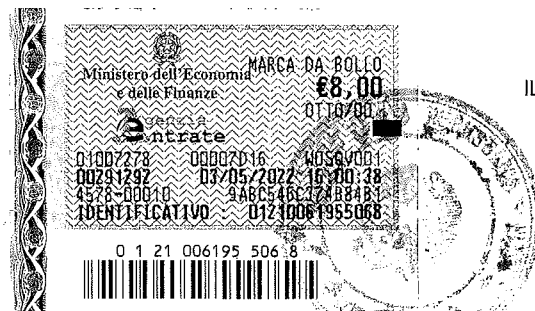 Ministero dell'Economia
e delle Finanze
MARCA DA BOLLO
€8,00
OTTO/00
IL
Agenzia
entrate
01007278 00007D16 W0SQV001
00291292 03/05/2022 16:00:38
4578-00010
IDENTIFICATIVO : 01210061955068
0 1 21 006195 506 8